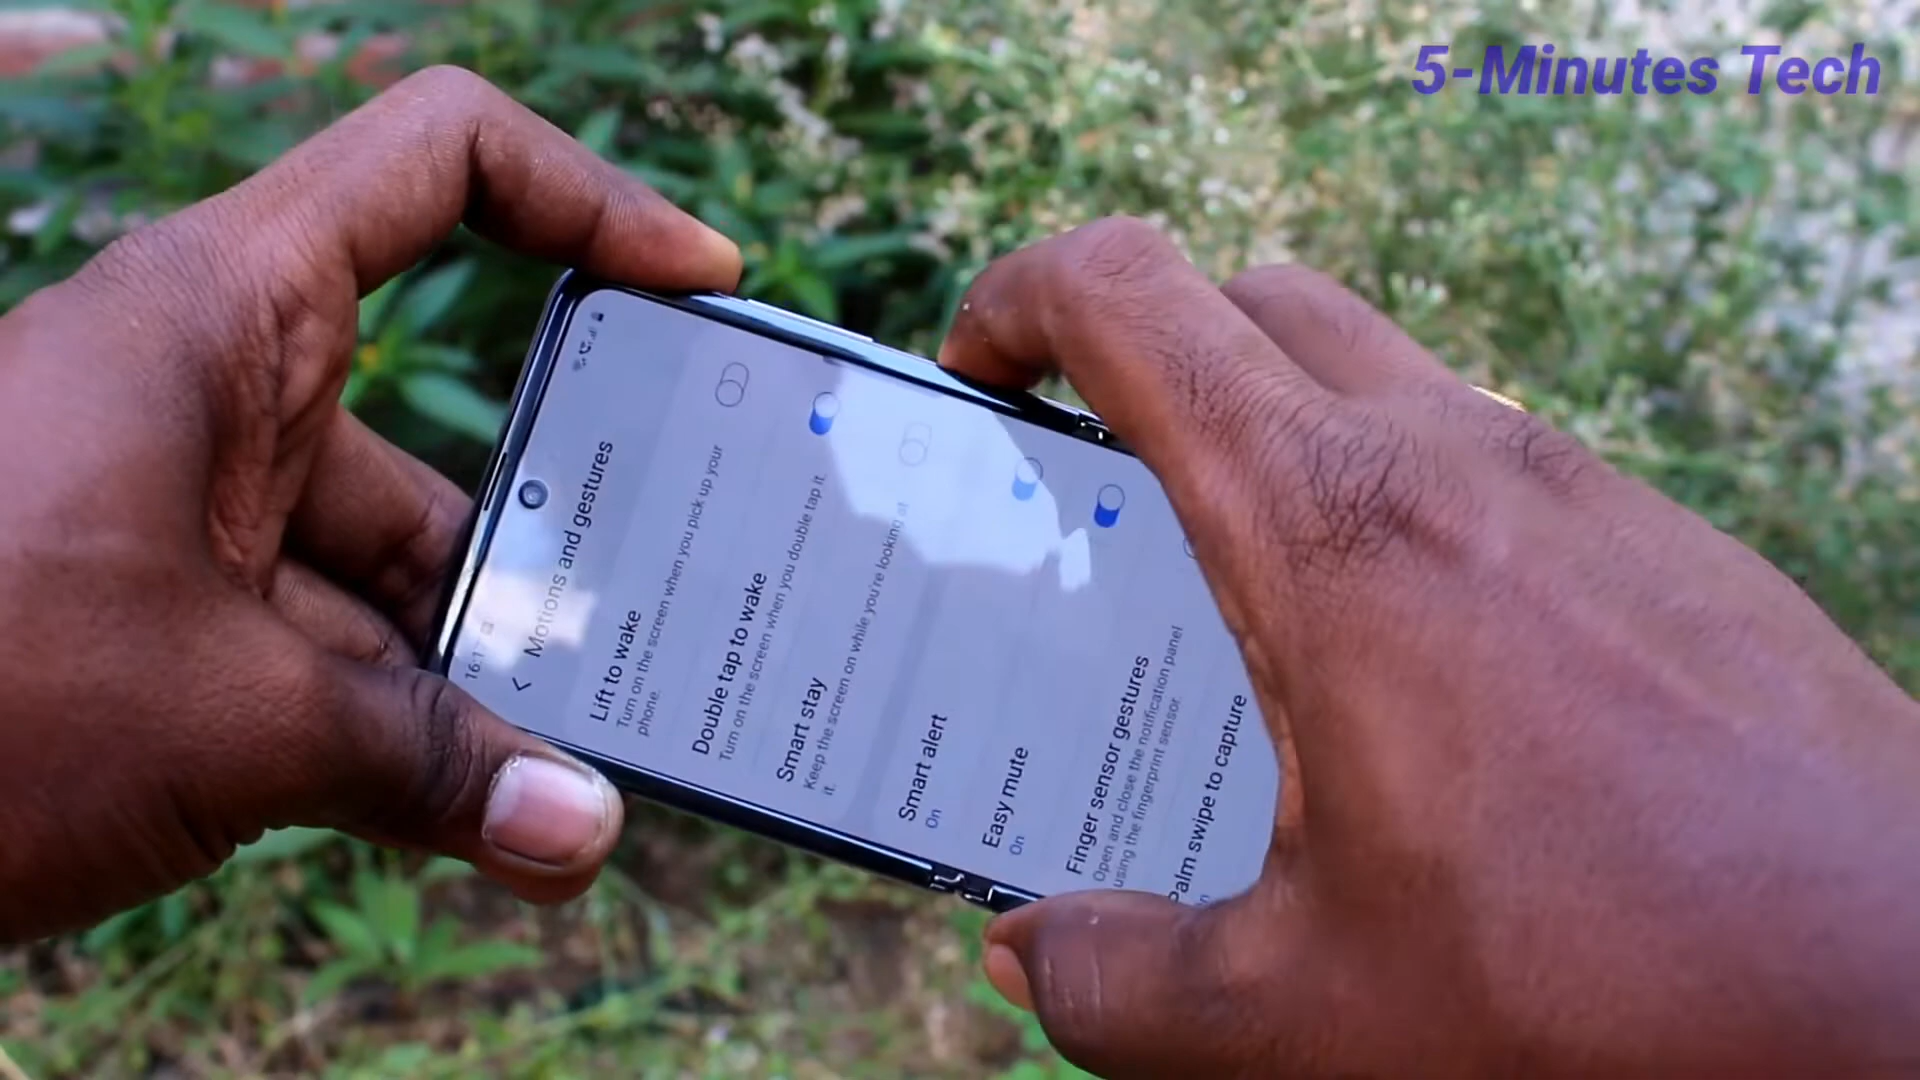 5-Minutes Tech
Motions and gestures
Lift to wake
Turn on the screen when you pick up your
phone.
Double tap to wake
Turn on the screen when you double tap it.
Smart stay
Keep the screen on while you're looking at
it.
Smart alert
On
Easy mute
On
Finger sensor gestures
Open and close the notification panel
using the fingerprint sensor.
Palm swipe to capture